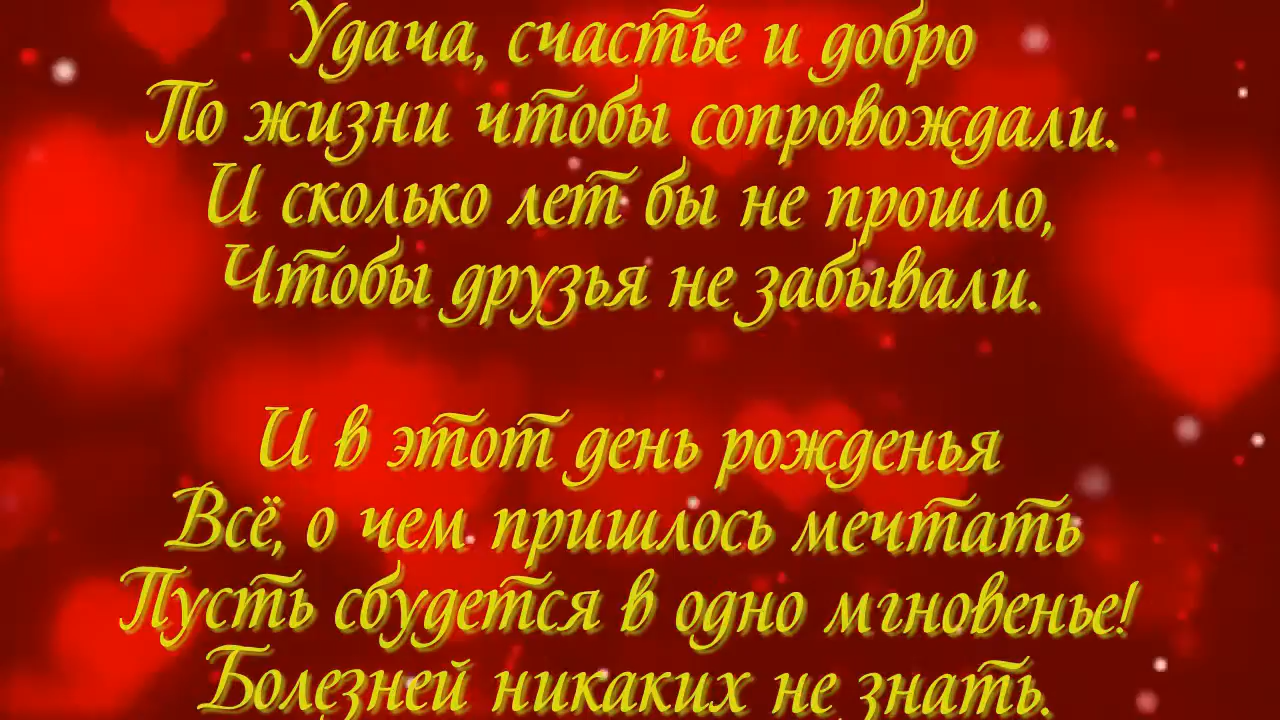 Удача, счастье и добро
По жизни чтобы сопровождали.
И сколько лет бы не прошло,
Чтобы друзья не забывали.
И в этот день рожденья
Всё, о чем пришлось мечтать
Пусть сбудется в одно мгновенье!
Болезней никаких не знать.